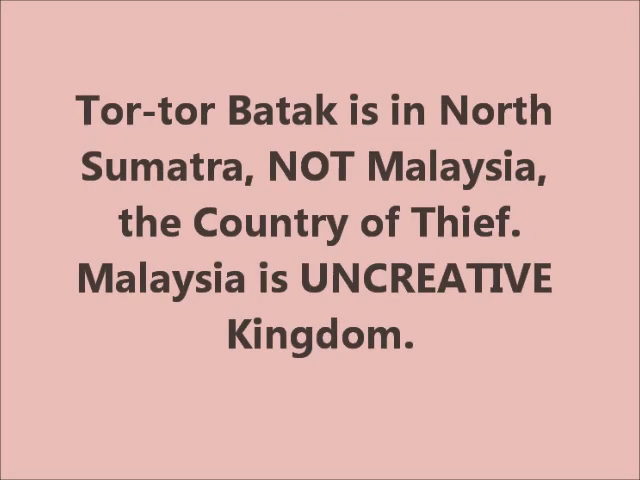 Tor-tor Batak is in North
Sumatra, NOT Malaysia,
the Country of Thief.
Malaysia is UNCREATIVE
Kingdom.